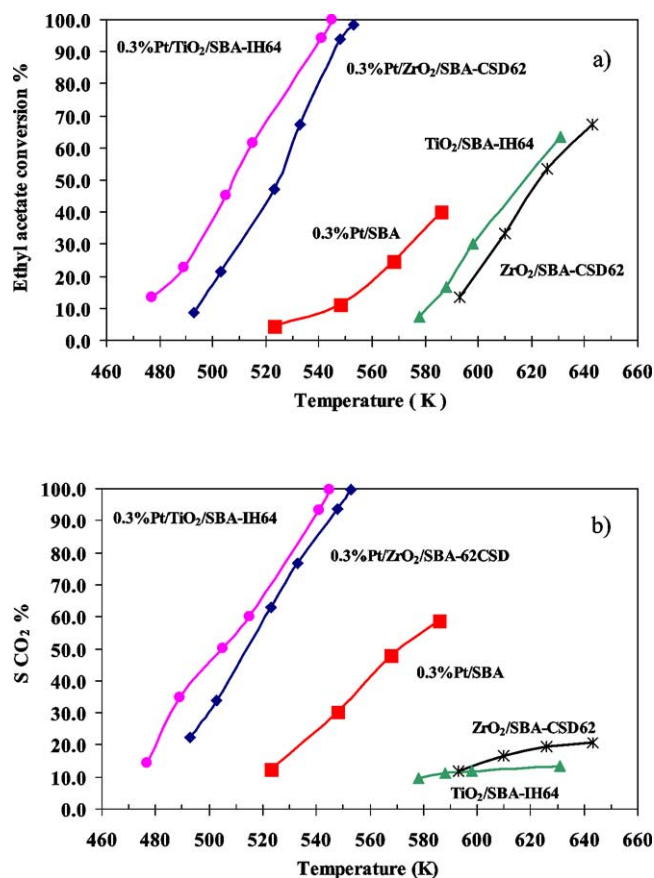 100.0
90.0
80.0
70.0
60.0
50.0
40.0
30.0
20.0
10.0
0.0
Ethyl acetate conversion %
0.3%Pt/TiO₂/SBA-IH64
0.3%Pt/ZrO₂/SBA-CSD62
a)
TiO₂/SBA-IH64
0.3%Pt/SBA
ZrO₂/SBA-CSD62
460 480 500 520 540 560 580 600 620 640 660
Temperature ( K )
100.0
90.0
80.0
70.0
60.0
50.0
40.0
30.0
20.0
10.0
0.0
S CO₂ %
0.3%Pt/TiO₂/SBA-IH64
b)
0.3%Pt/ZrO₂/SBA-62CSD
0.3%Pt/SBA
ZrO₂/SBA-CSD62
TiO₂/SBA-IH64
460 480 500 520 540 560 580 600 620 640 660
Temperature (K)